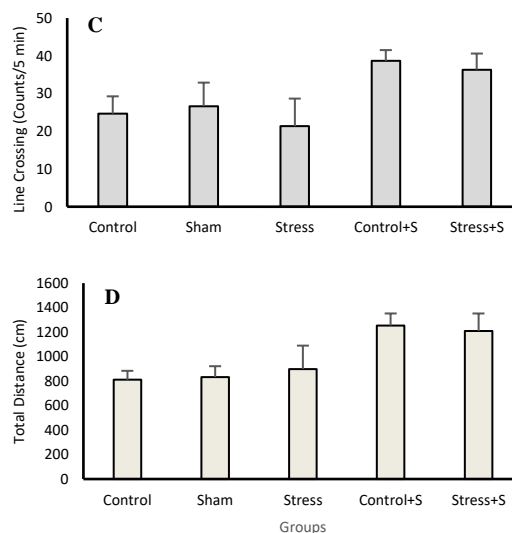 C
Line Crossing (Counts/5 min)
50
40
30
20
10
0
Control Sham Stress Control+S Stress+S
D
Total Distance (cm)
1600
1400
1200
1000
800
600
400
200
0
Control Sham Stress Control+S Stress+S
Groups